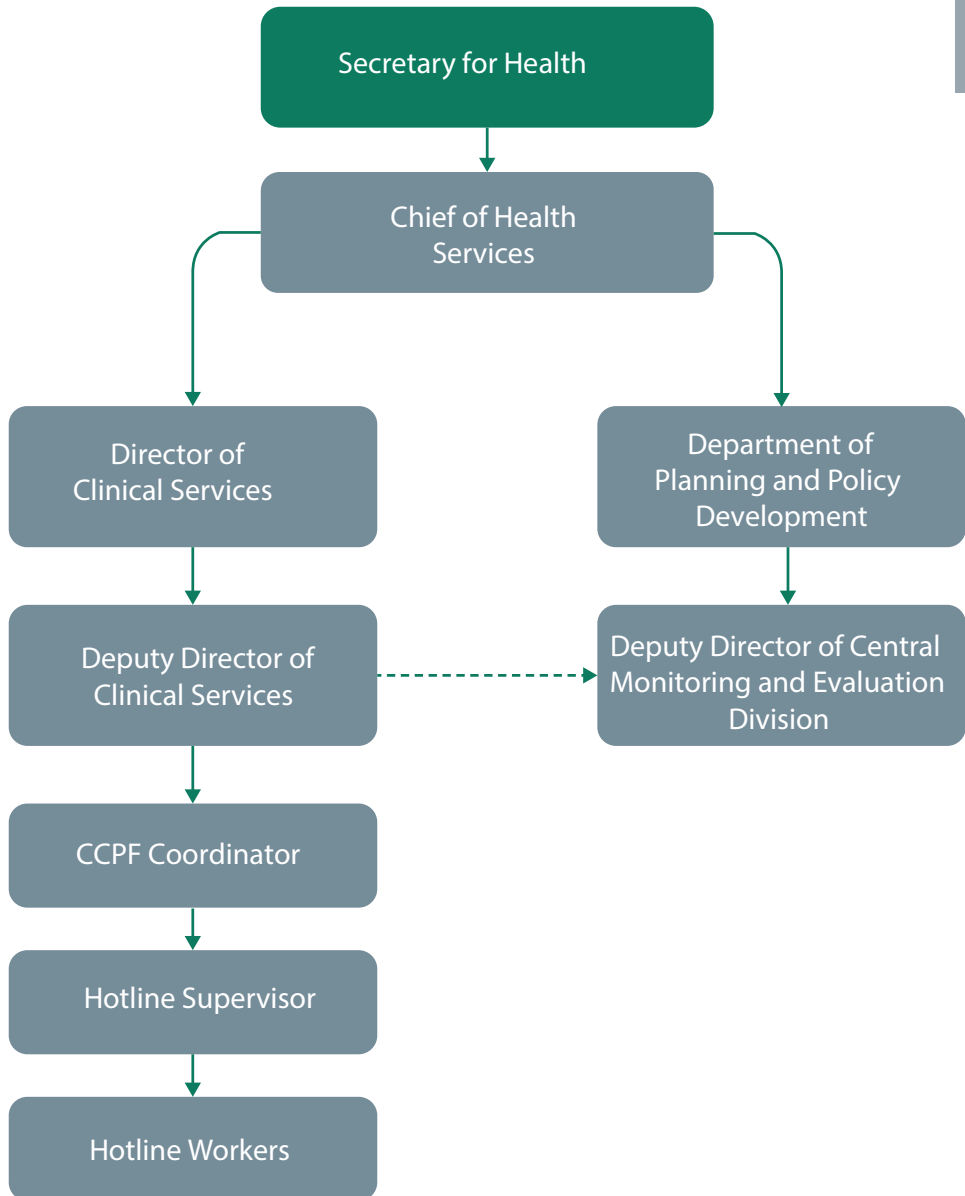 Secretary for Health
Chief of Health
Services
Director of
Clinical Services
Department of
Planning and Policy
Development
Deputy Director of
Clinical Services
Deputy Director of Central
Monitoring and Evaluation
Division
CCPF Coordinator
Hotline Supervisor
Hotline Workers